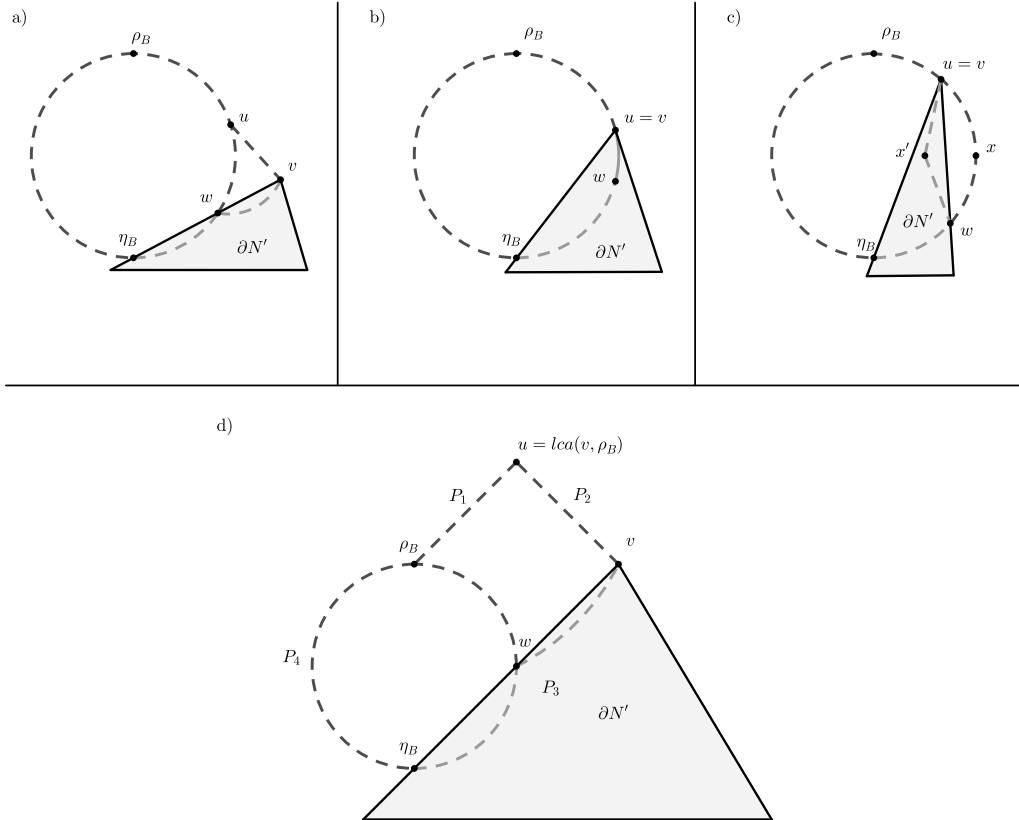 a)
ρ_B
u
v
w
η_B
∂N′
b)
ρ_B
u = v
w
η_B
∂N′
c)
ρ_B
u = v
x′
x
η_B
∂N′
w
d)
u = lca(v, ρ_B)
P_1
P_2
ρ_B
v
w
P_4
P_3
∂N′
η_B